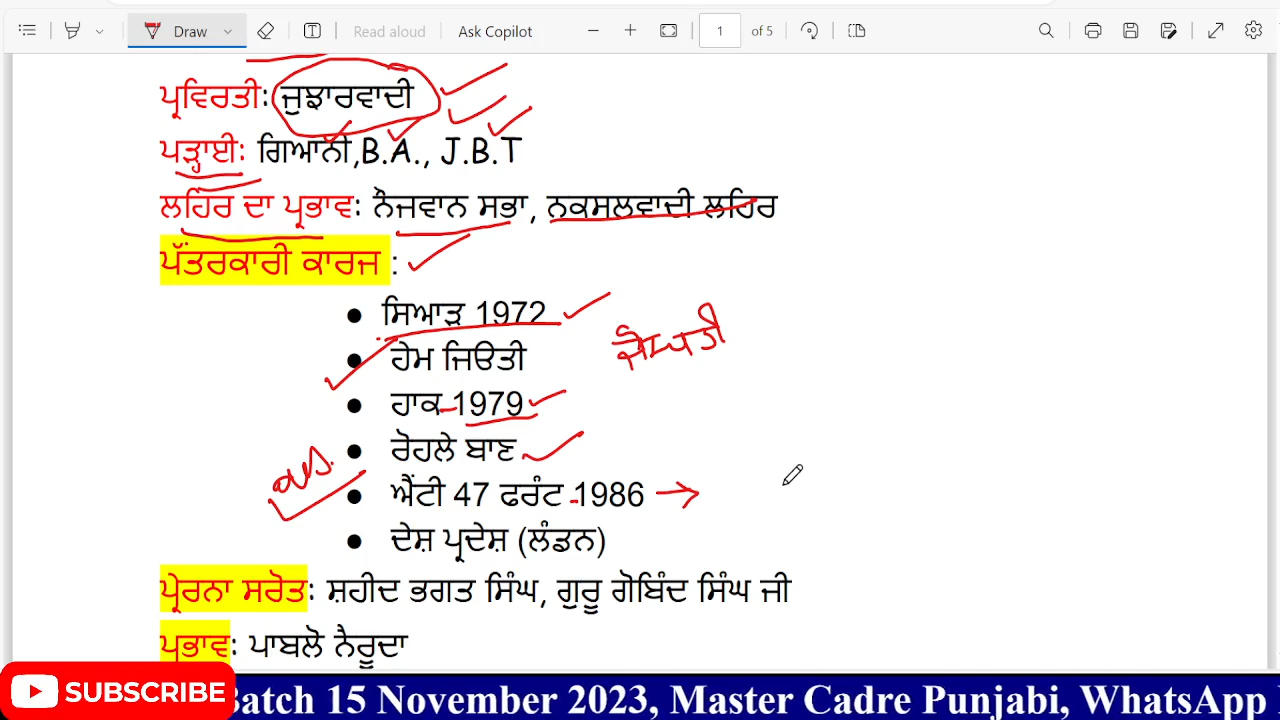 Draw
Read aloud
Ask Copilot
1
of 5
ਪ੍ਰਵਿਰਤੀ: ਜੁਝਾਰਵਾਦੀ
ਪੜ੍ਹਾਈ: ਗਿਆਨੀ,B.A., J.B.T
ਲਹਿਰ ਦਾ ਪ੍ਰਭਾਵ: ਨੌਜਵਾਨ ਸਭਾ, ਨਕਸਲਵਾਦੀ ਲਹਿਰ
ਪੱਤਰਕਾਰੀ ਕਾਰਜ :
● ਸਿਆੜ 1972
● ਹੇਮ ਜਿਓਤੀ
● ਹਾਕ 1979
● ਰੋਹਲੇ ਬਾਣ
● ਐਂਟੀ 47 ਫਰੰਟ -1986
● ਦੇਸ਼ ਪ੍ਰਦੇਸ਼ (ਲੰਡਨ)
ਪ੍ਰੇਰਨਾ ਸਰੋਤ: ਸ਼ਹੀਦ ਭਗਤ ਸਿੰਘ, ਗੁਰੂ ਗੋਬਿੰਦ ਸਿੰਘ ਜੀ
ਪ੍ਰਭਾਵ: ਪਾਬਲੋ ਨੈਰੂਦਾ
SUBSCRIBE
Batch 15 November 2023, Master Cadre Punjabi, WhatsApp